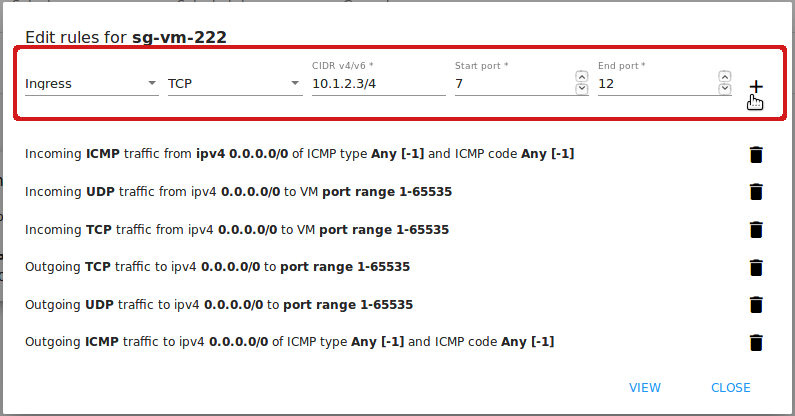 Edit rules for sg-vm-222
CIDR v4/v6 * Start port * End port *
Ingress TCP 10.1.2.3/4 7 12
Incoming ICMP traffic from ipv4 0.0.0.0/0 of ICMP type Any [-1] and ICMP code Any [-1]
Incoming UDP traffic from ipv4 0.0.0.0/0 to VM port range 1-65535
Incoming TCP traffic from ipv4 0.0.0.0/0 to VM port range 1-65535
Outgoing TCP traffic to ipv4 0.0.0.0/0 to port range 1-65535
Outgoing UDP traffic to ipv4 0.0.0.0/0 to port range 1-65535
Outgoing ICMP traffic to ipv4 0.0.0.0/0 of ICMP type Any [-1] and ICMP code Any [-1]
VIEW CLOSE